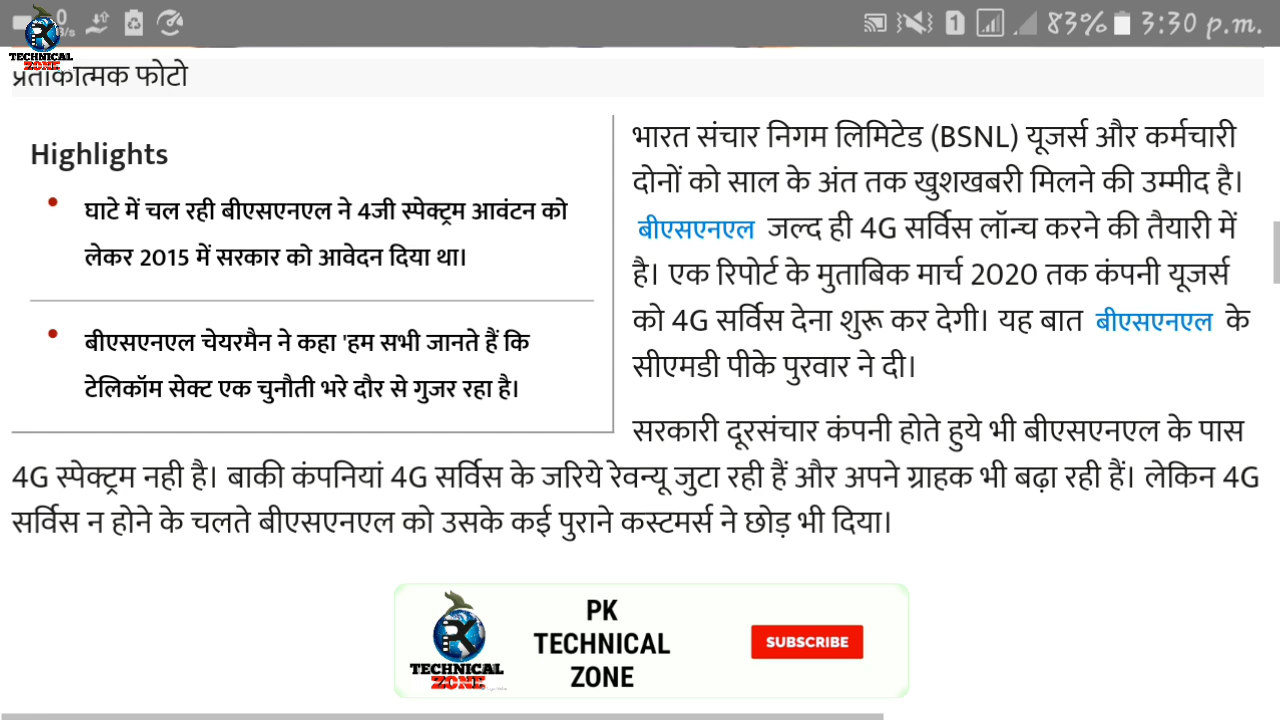 0
B/s
1
83%
3:30 p.m.
TECHNICAL
ZONE
प्रतीकात्मक फोटो
Highlights
घाटे में चल रही बीएसएनएल ने 4जी स्पेक्ट्रम आवंटन को
लेकर 2015 में सरकार को आवेदन दिया था।
बीएसएनएल चेयरमैन ने कहा 'हम सभी जानते हैं कि
टेलिकॉम सेक्ट एक चुनौती भरे दौर से गुजर रहा है।
भारत संचार निगम लिमिटेड (BSNL) यूजर्स और कर्मचारी
दोनों को साल के अंत तक खुशखबरी मिलने की उम्मीद है।
बीएसएनएल जल्द ही 4G सर्विस लॉन्च करने की तैयारी में
है। एक रिपोर्ट के मुताबिक मार्च 2020 तक कंपनी यूजर्स
को 4G सर्विस देना शुरू कर देगी। यह बात बीएसएनएल के
सीएमडी पीके पुरवार ने दी।
सरकारी दूरसंचार कंपनी होते हुये भी बीएसएनएल के पास
4G स्पेक्ट्रम नही है। बाकी कंपनियां 4G सर्विस के जरिये रेवन्यू जुटा रही हैं और अपने ग्राहक भी बढ़ा रही हैं। लेकिन 4G
सर्विस न होने के चलते बीएसएनएल को उसके कई पुराने कस्टमर्स ने छोड़ भी दिया।
TECHNICAL
ZONE
PK
TECHNICAL
ZONE
SUBSCRIBE